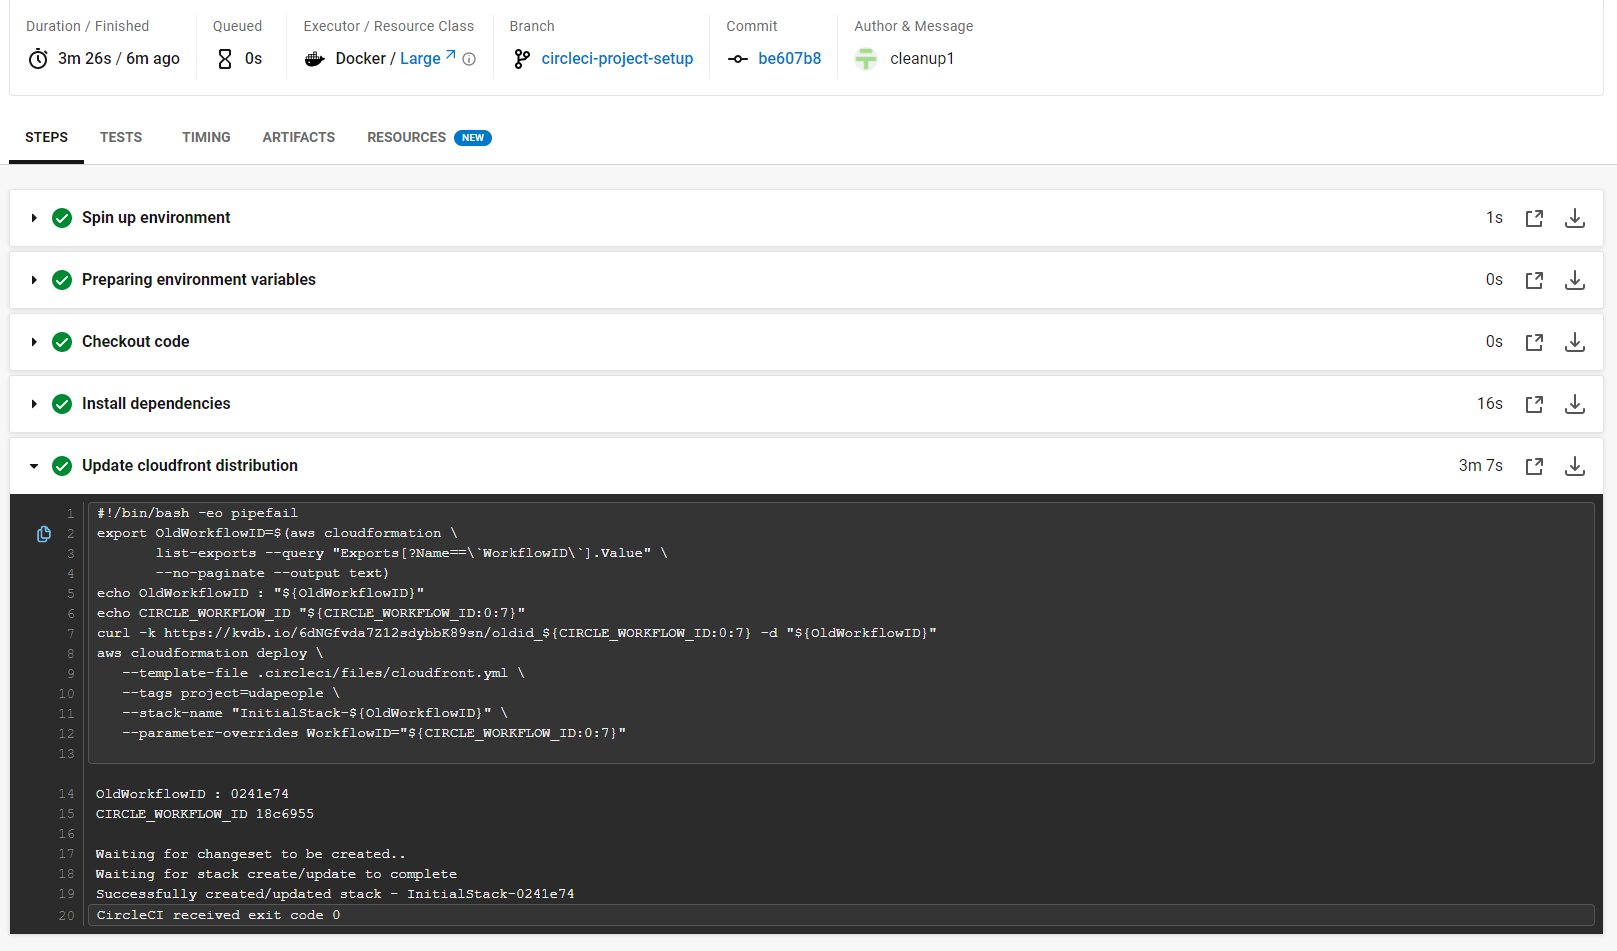 Duration / Finished
3m 26s / 6m ago
Queued
0s
Executor / Resource Class
Docker / Large
Branch
circleci-project-setup
Commit
be607b8
Author & Message
cleanup1
STEPS TESTS TIMING ARTIFACTS RESOURCES NEW
Spin up environment 1s
Preparing environment variables 0s
Checkout code 0s
Install dependencies 16s
Update cloudfront distribution 3m 7s
1 #!/bin/bash -eo pipefail
2 export OldWorkflowID=$(aws cloudformation \
3 list-exports --query "Exports[?Name==\`WorkflowID\`].Value" \
4 --no-paginate --output text)
5 echo OldWorkflowID : "${OldWorkflowID}"
6 echo CIRCLE_WORKFLOW_ID "${CIRCLE_WORKFLOW_ID:0:7}"
7 curl -k https://kvdb.io/6dNGfvda7Z12sdybbK89sn/oldid_${CIRCLE_WORKFLOW_ID:0:7} -d "${OldWorkflowID}"
8 aws cloudformation deploy \
9 --template-file .circleci/files/cloudfront.yml \
10 --tags project=udapeople \
11 --stack-name "InitialStack-${OldWorkflowID}" \
12 --parameter-overrides WorkflowID="${CIRCLE_WORKFLOW_ID:0:7}"
13
14 OldWorkflowID : 0241e74
15 CIRCLE_WORKFLOW_ID 18c6955
16
17 Waiting for changeset to be created..
18 Waiting for stack create/update to complete
19 Successfully created/updated stack - InitialStack-0241e74
20 CircleCI received exit code 0